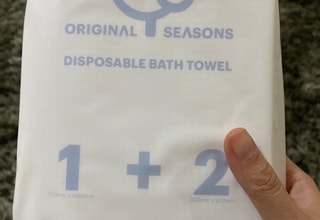 ORIGINAL SEASONS
DISPOSABLE BATH TOWEL
1 + 2